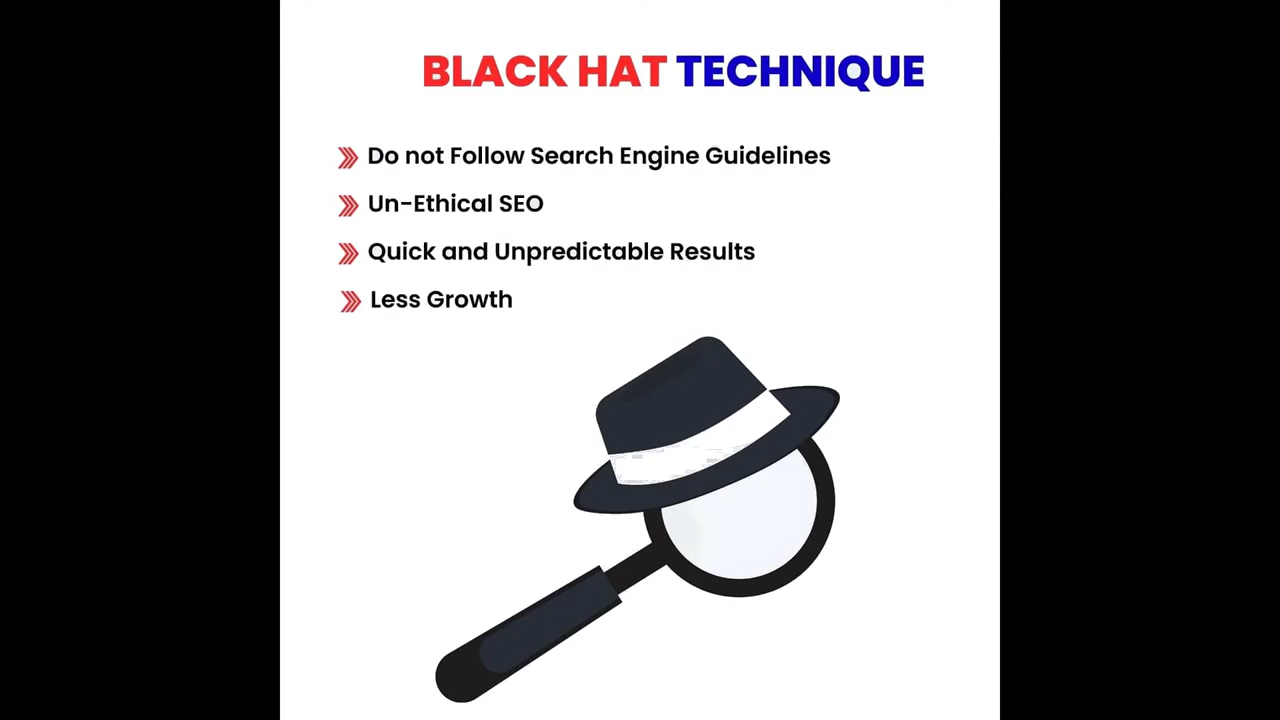 BLACK HAT TECHNIQUE
Do not Follow Search Engine Guidelines
Un-Ethical SEO
Quick and Unpredictable Results
Less Growth